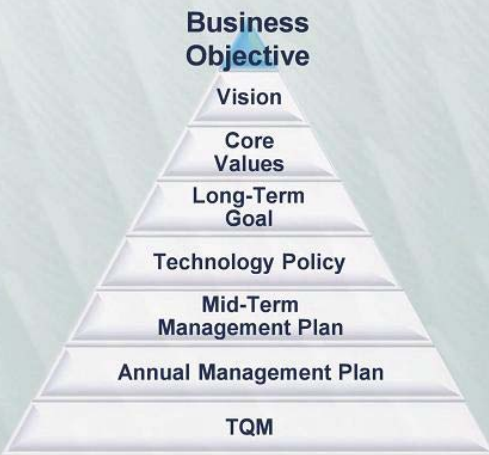 Business
Objective
Vision
Core
Values
Long-Term
Goal
Technology Policy
Mid-Term
Management Plan
Annual Management Plan
TQM